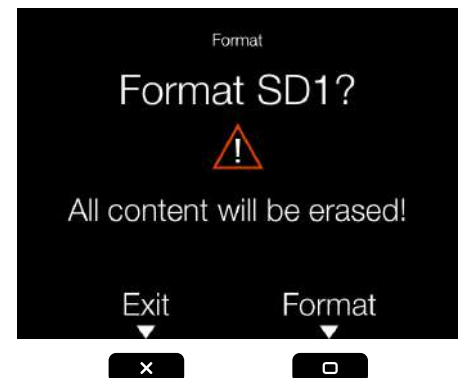 Format
Format SD1?
All content will be erased!
Exit Format